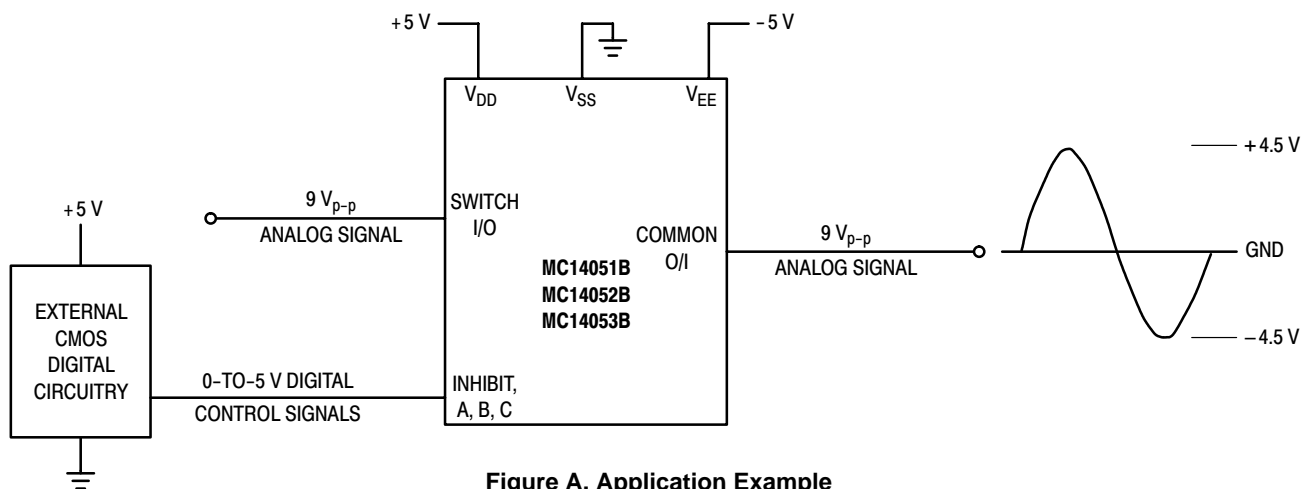 +5 V
−5 V
VDD
VSS
VEE
+5 V
EXTERNAL
CMOS
DIGITAL
CIRCUITRY
9 Vp−p
ANALOG SIGNAL
0−TO−5 V DIGITAL
CONTROL SIGNALS
SWITCH
I/O
COMMON
O/I
MC14051B
MC14052B
MC14053B
INHIBIT,
A, B, C
9 Vp−p
ANALOG SIGNAL
+4.5 V
GND
−4.5 V
Figure A. Application Example